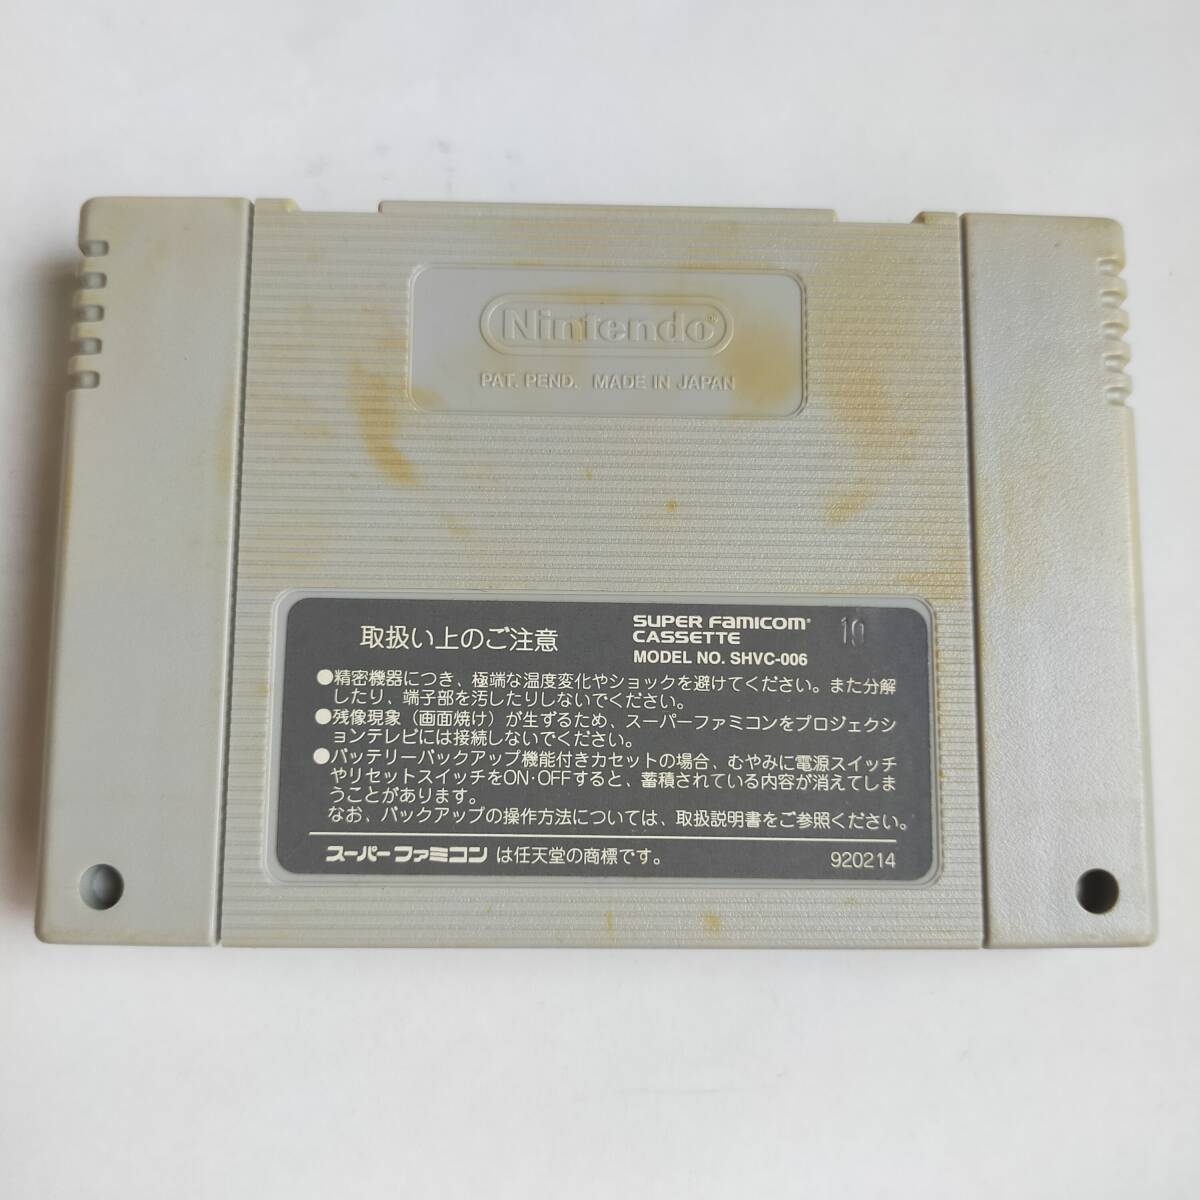 Nintendo®
PAT. PEND. MADE IN JAPAN
取扱い上のご注意
SUPER FAMICOM®
CASSETTE
MODEL NO. SHVC-006
10
●精密機器につき、極端な温度変化やショックを避けてください。また分解
したり、端子部を汚したりしないでください。
●残像現象（画面焼け）が生ずるため、スーパーファミコンをプロジェクシ
ョンテレビには接続しないでください。
●バッテリーバックアップ機能付きカセットの場合、むやみに電源スイッチ
やリセットスイッチをON・OFFすると、蓄積されている内容が消えてしま
うことがあります。
なお、バックアップの操作方法については、取扱説明書をご参照ください。
スーパーファミコン は任天堂の商標です。
920214